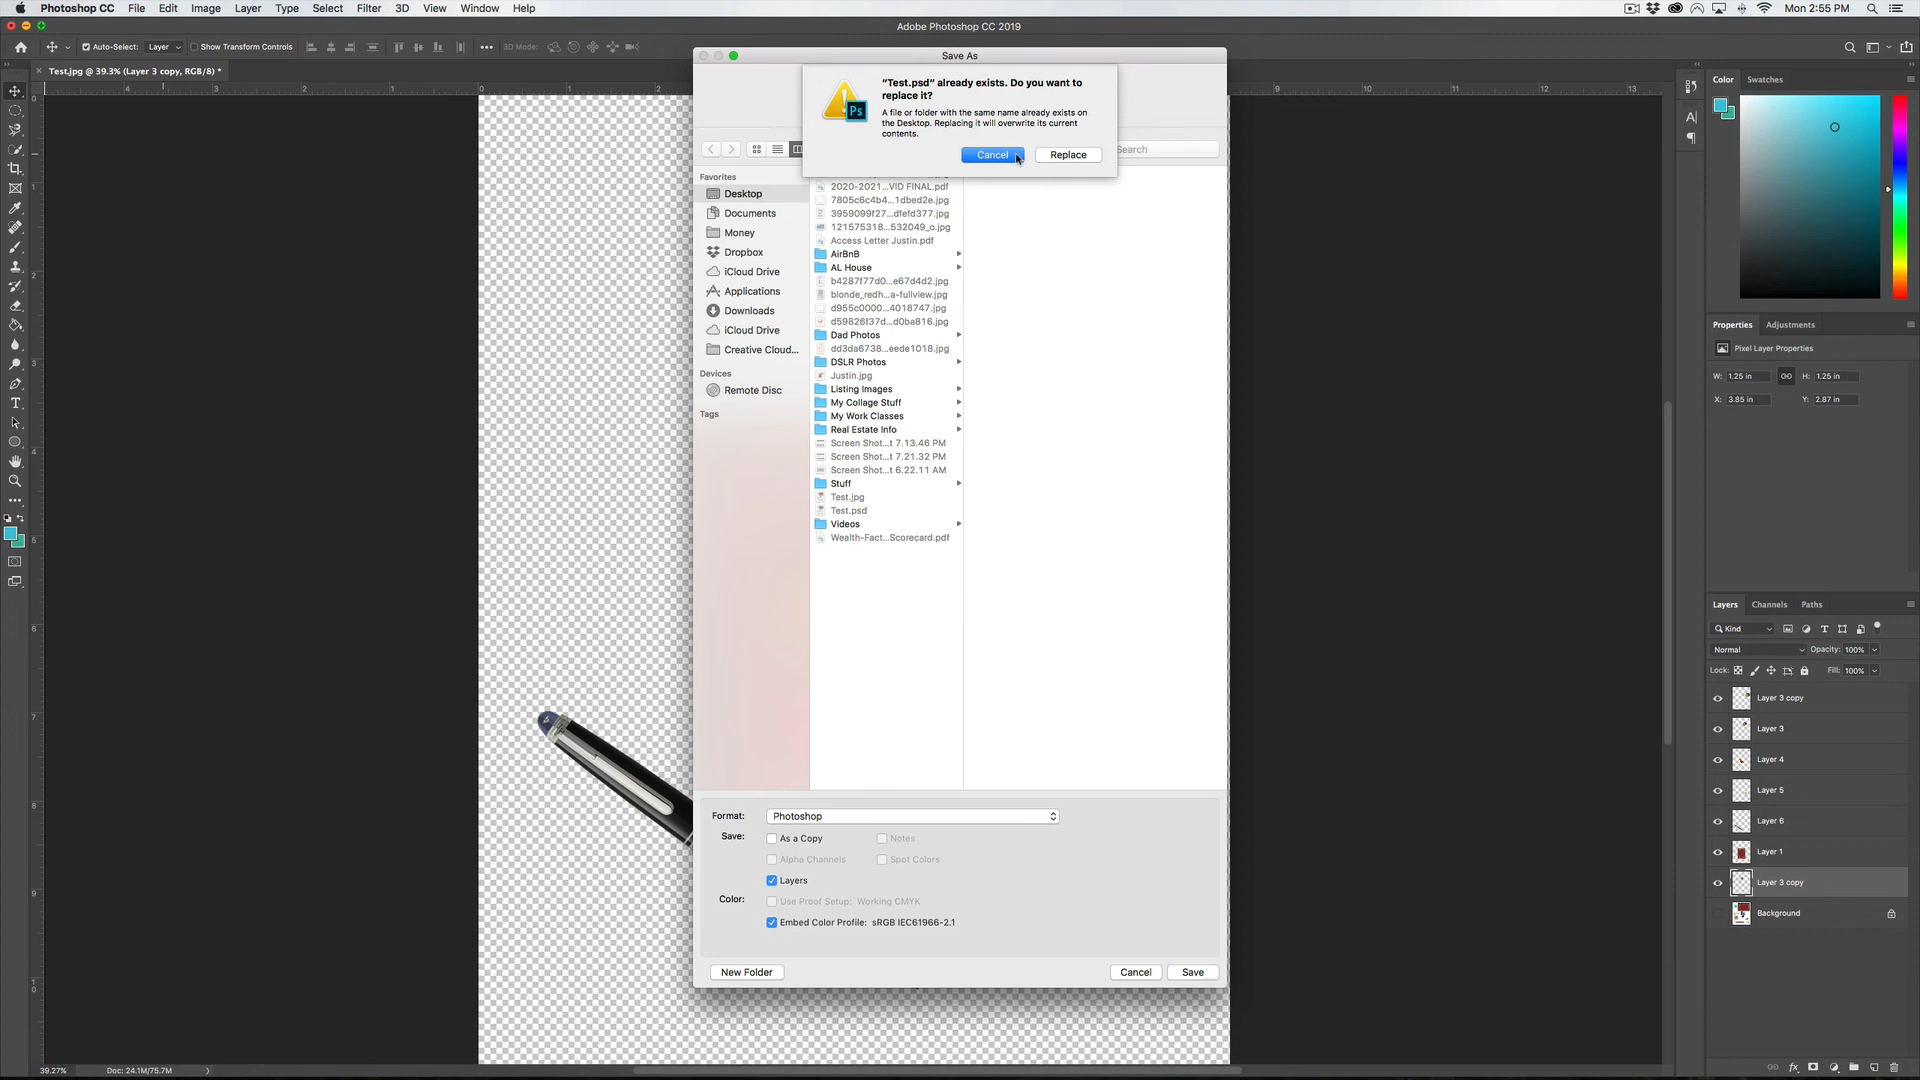 Photoshop CC File Edit Image Layer Type Select Filter 3D View Window Help Mon 2:55 PM
Adobe Photoshop CC 2019
Auto-Select: Layer Show Transform Controls 3D Mode:
Test.jpg @ 39.3% (Layer 3 copy, RGB/8) *
Save As
"Test.psd" already exists. Do you want to
replace it?
A file or folder with the same name already exists on
the Desktop. Replacing it will overwrite its current
contents.
Cancel Replace
Search
Favorites
Desktop
Documents
Money
Dropbox
iCloud Drive
Applications
Downloads
iCloud Drive
Creative Cloud...
Devices
Remote Disc
Tags
2020-2021...VID FINAL.pdf
7805c6c4b4...1dbed2e.jpg
3959099f27...dfefd377.jpg
121575318...532049_o.jpg
Access Letter Justin.pdf
AirBnB
AL House
b4287f77d0...e67d4d2.jpg
blonde_redh...a-fullview.jpg
d955c0000...4018747.jpg
d59826f37d...d0ba816.jpg
Dad Photos
dd3da6738...eede1018.jpg
DSLR Photos
Justin.jpg
Listing Images
My Collage Stuff
My Work Classes
Real Estate Info
Screen Shot...t 7.13.46 PM
Screen Shot...t 7.21.32 PM
Screen Shot...t 6.22.11 AM
Stuff
Test.jpg
Test.psd
Videos
Wealth-Fact...Scorecard.pdf
Format: Photoshop
Save: As a Copy Notes
Alpha Channels Spot Colors
Layers
Color: Use Proof Setup: Working CMYK
Embed Color Profile: sRGB IEC61966-2.1
New Folder Cancel Save
Color Swatches
Properties Adjustments
Pixel Layer Properties
W: 1.25 in H: 1.25 in
X: 3.85 in Y: 2.87 in
Layers Channels Paths
Kind
Normal Opacity: 100%
Lock: Fill: 100%
Layer 3 copy
Layer 3
Layer 4
Layer 5
Layer 6
Layer 1
Layer 3 copy
Background
39.27% Doc: 24.1M/75.7M